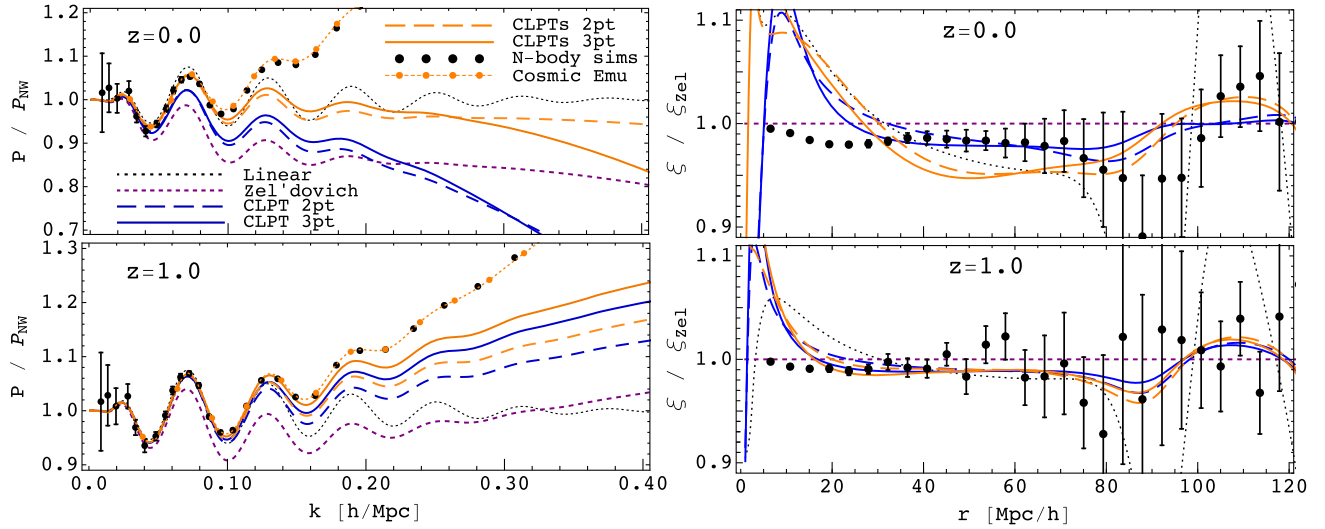 1.2
1.1
1.0
0.9
0.8
0.7
P / P_NW
z=0.0
CLPTs 2pt
CLPTs 3pt
N-body sims
Cosmic Emu
Linear
Zel'dovich
CLPT 2pt
CLPT 3pt
1.1
1.0
0.9
ξ / ξ_Zel
z=0.0
1.3
1.2
1.1
1.0
0.9
P / P_NW
z=1.0
0.0 0.10 0.20 0.30 0.40
k [h/Mpc]
1.1
1.0
0.9
ξ / ξ_Zel
z=1.0
0 20 40 60 80 100 120
r [Mpc/h]